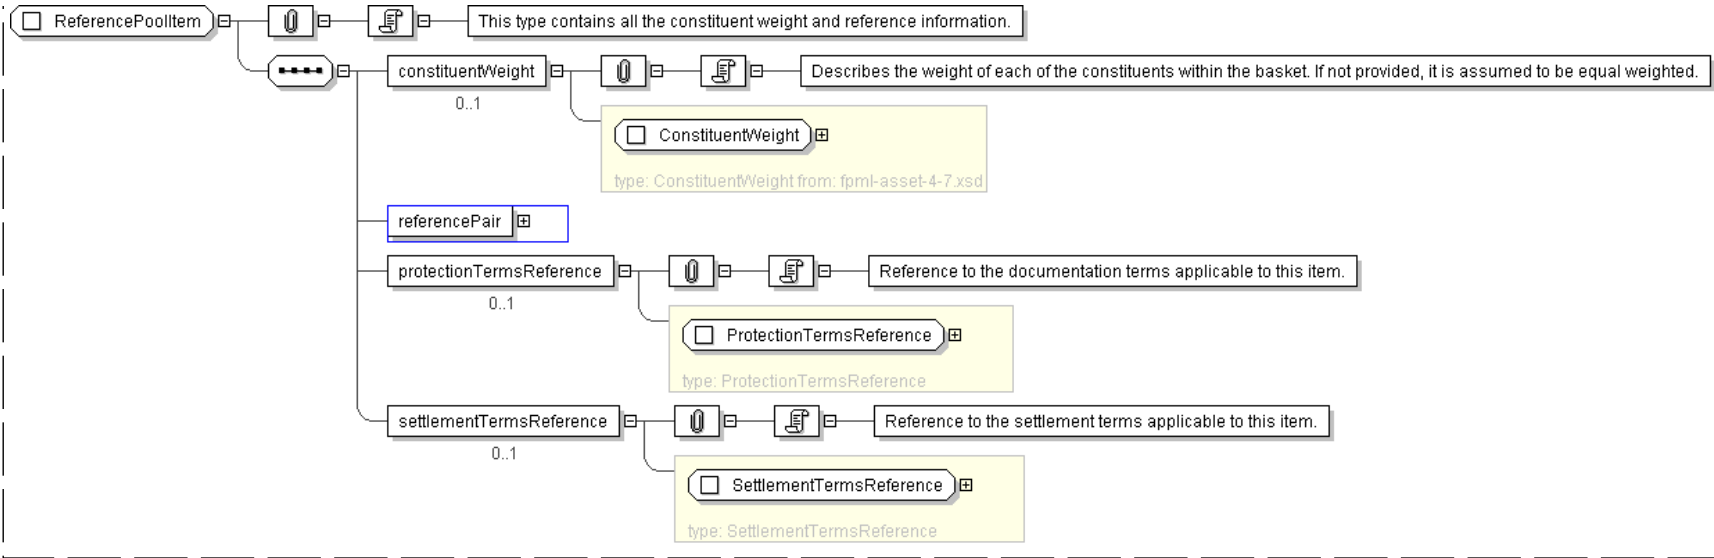 ReferencePoolItem
This type contains all the constituent weight and reference information.
constituentWeight
Describes the weight of each of the constituents within the basket. If not provided, it is assumed to be equal weighted.
0..1
ConstituentWeight
type: ConstituentWeight from: fpml-asset-4-7.xsd
referencePair
protectionTermsReference
Reference to the documentation terms applicable to this item.
0..1
ProtectionTermsReference
type: ProtectionTermsReference
settlementTermsReference
Reference to the settlement terms applicable to this item.
0..1
SettlementTermsReference
type: SettlementTermsReference